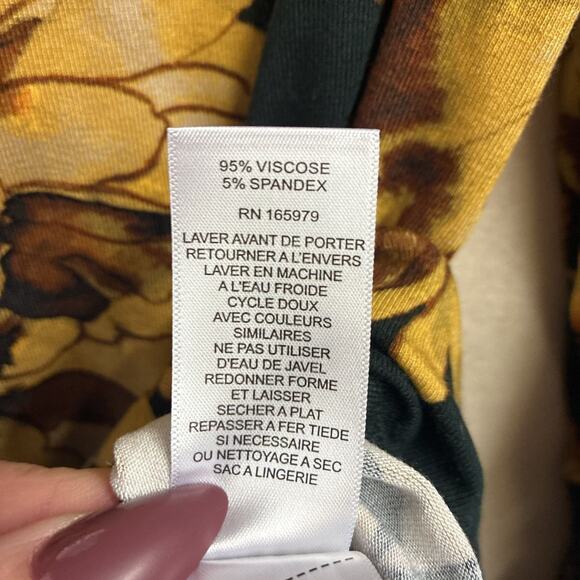 95% VISCOSE
5% SPANDEX
RN 165979
LAVER AVANT DE PORTER
RETOURNER A L'ENVERS
LAVER EN MACHINE
A L'EAU FROIDE
CYCLE DOUX
AVEC COULEURS
SIMILAIRES
NE PAS UTILISER
D'EAU DE JAVEL
REDONNER FORME
ET LAISSER
SECHER A PLAT
REPASSER A FER TIEDE
SI NECESSAIRE
OU NETTOYAGE A SEC
SAC A LINGERIE